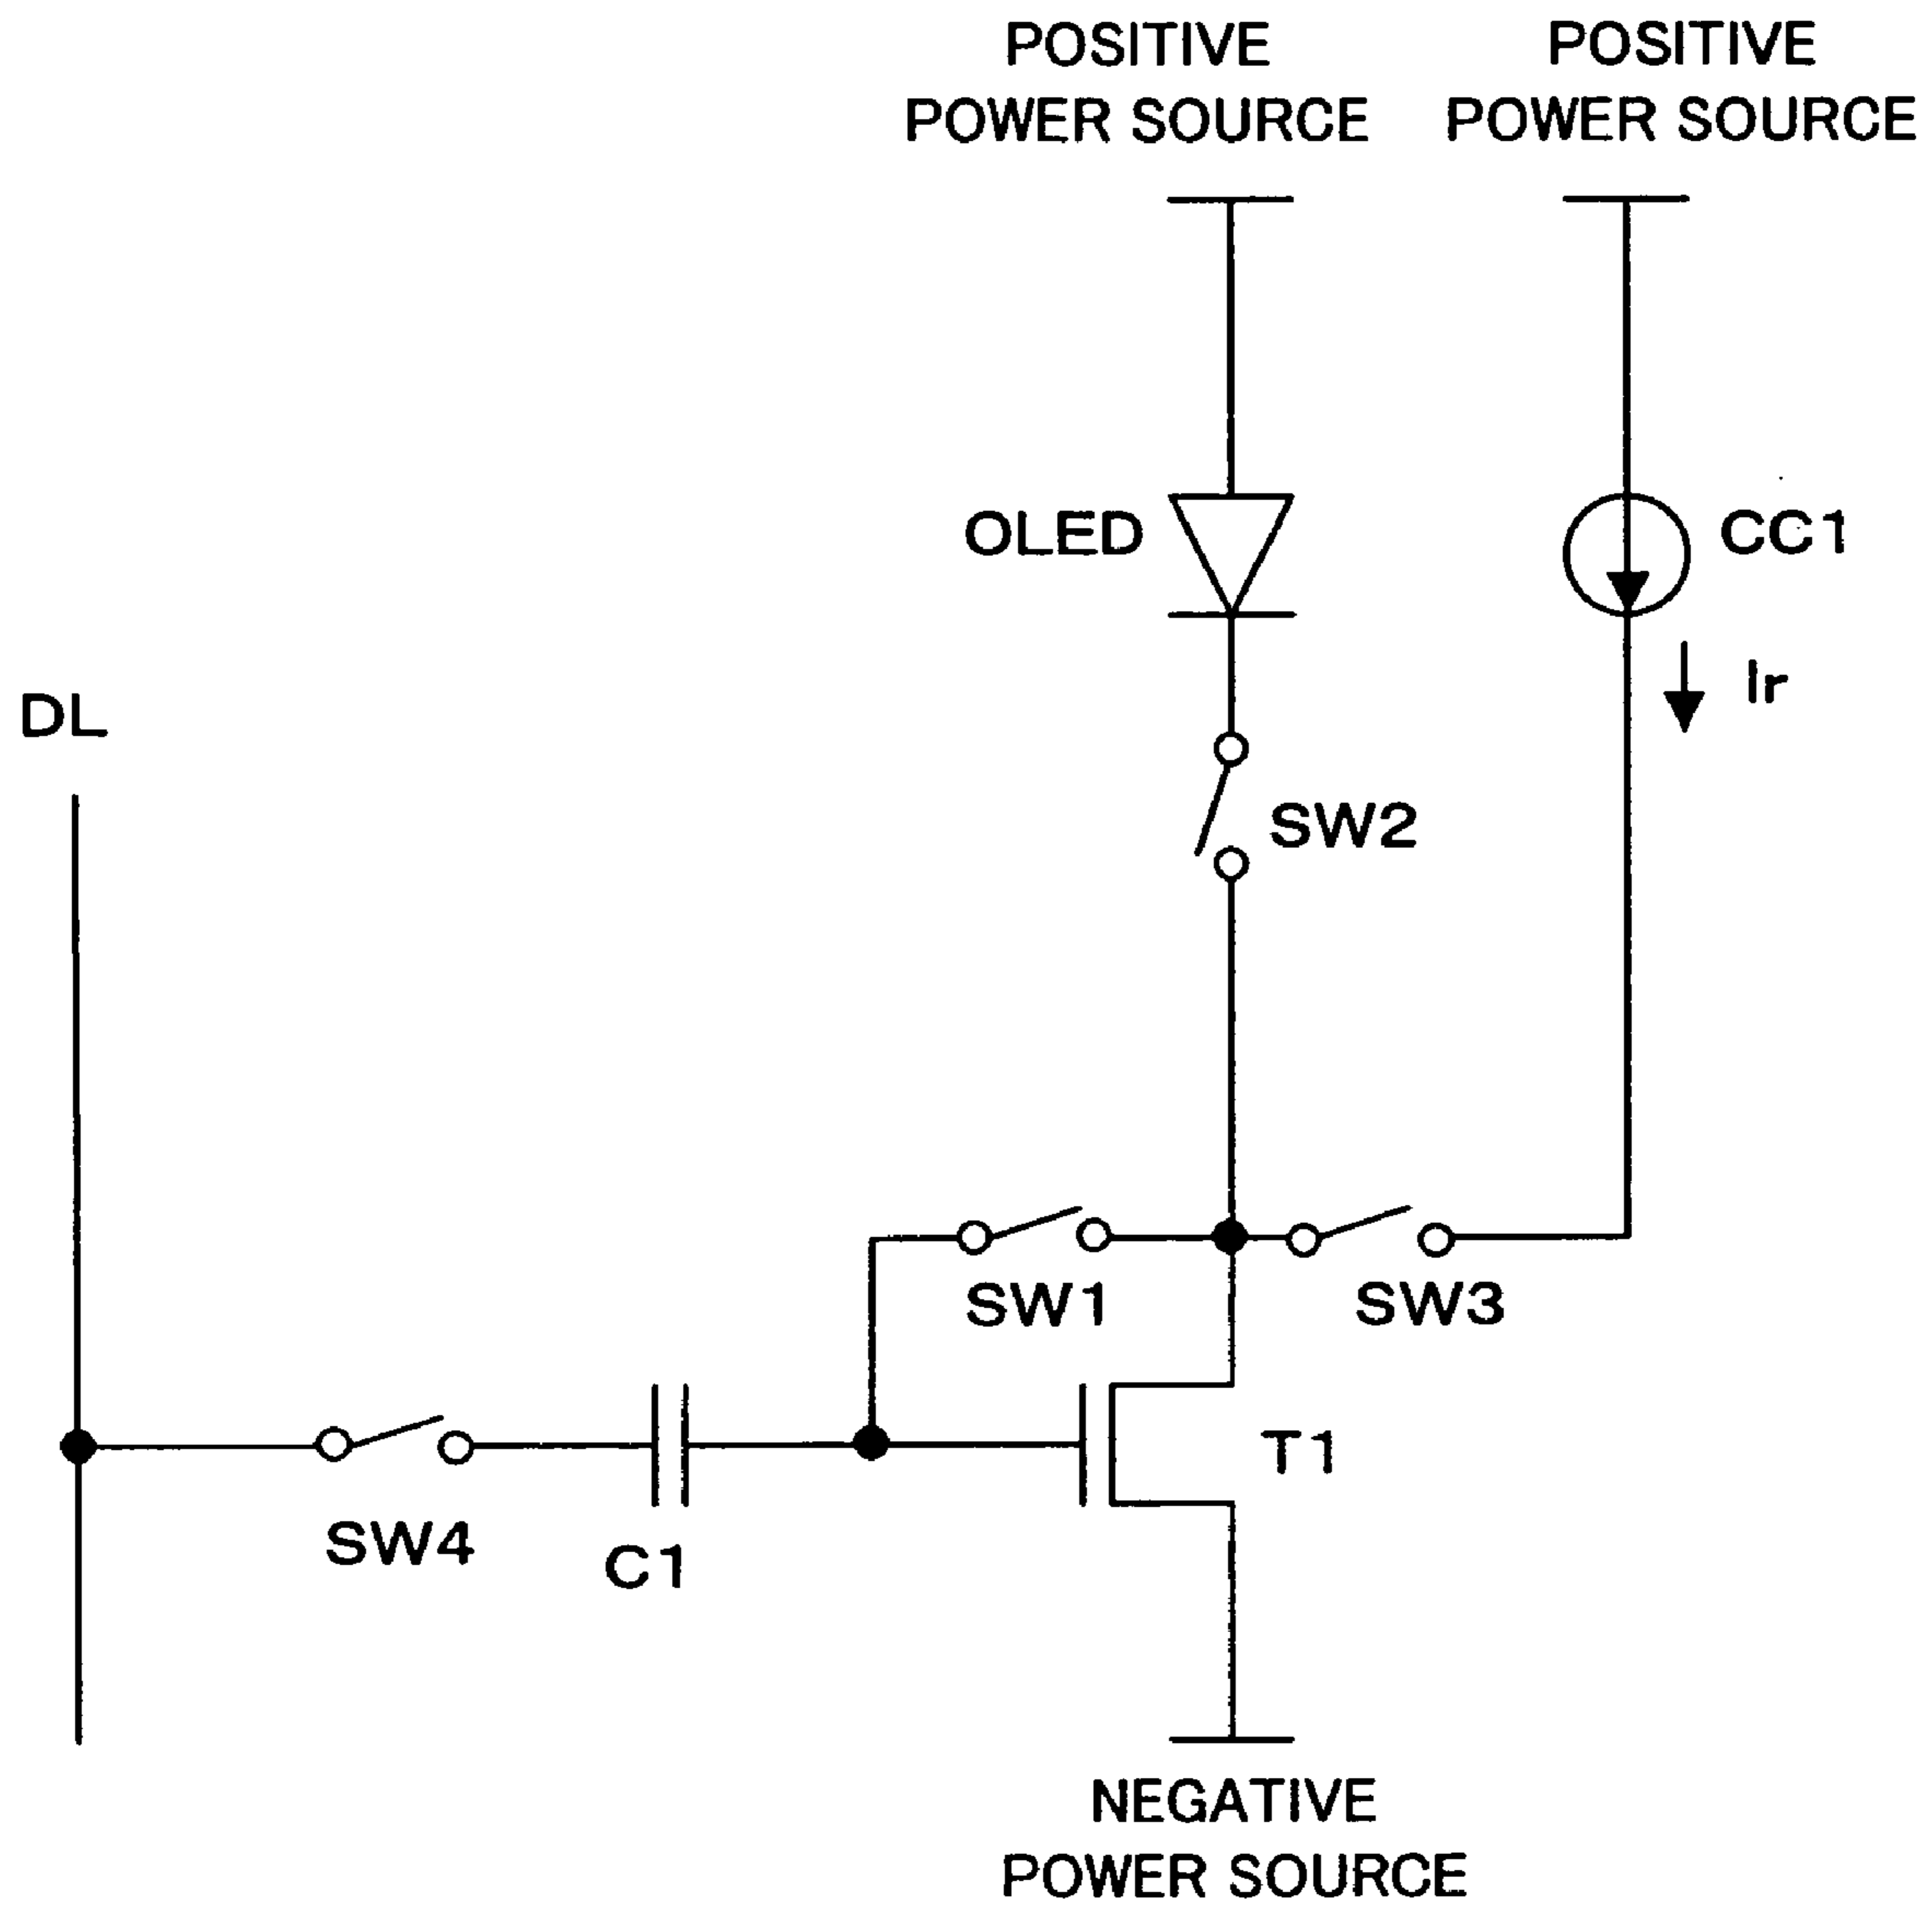 POSITIVE
POWER SOURCE
POSITIVE
POWER SOURCE
OLED
CC1
Ir
DL
SW2
SW1
SW3
T1
SW4
C1
NEGATIVE
POWER SOURCE